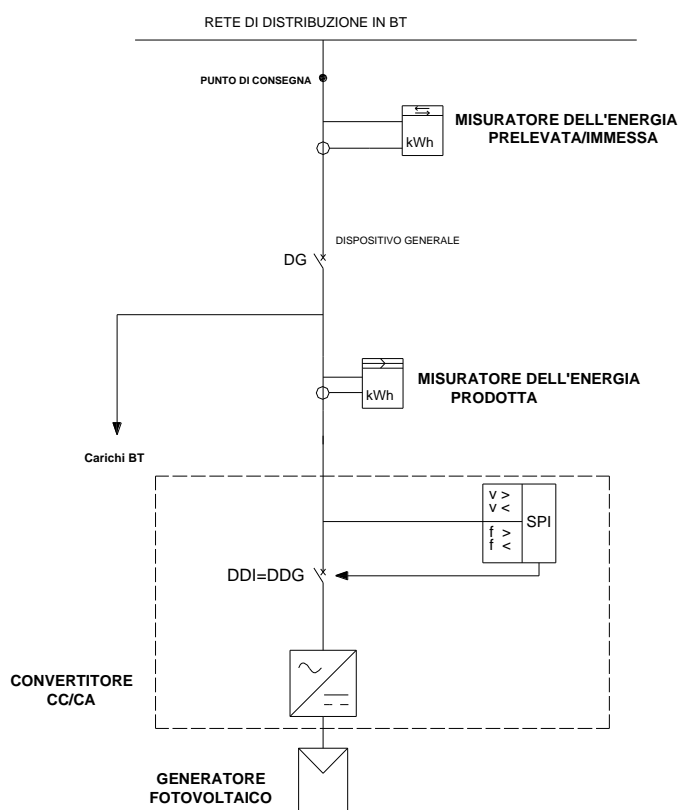 RETE DI DISTRIBUZIONE IN BT
PUNTO DI CONSEGNA
kWh
MISURATORE DELL'ENERGIA
PRELEVATA/IMMESSA
DISPOSITIVO GENERALE
DG
kWh
MISURATORE DELL'ENERGIA
PRODOTTA
Carichi BT
v >
v <
f >
f <
SPI
DDI=DDG
CONVERTITORE
CC/CA
GENERATORE
FOTOVOLTAICO